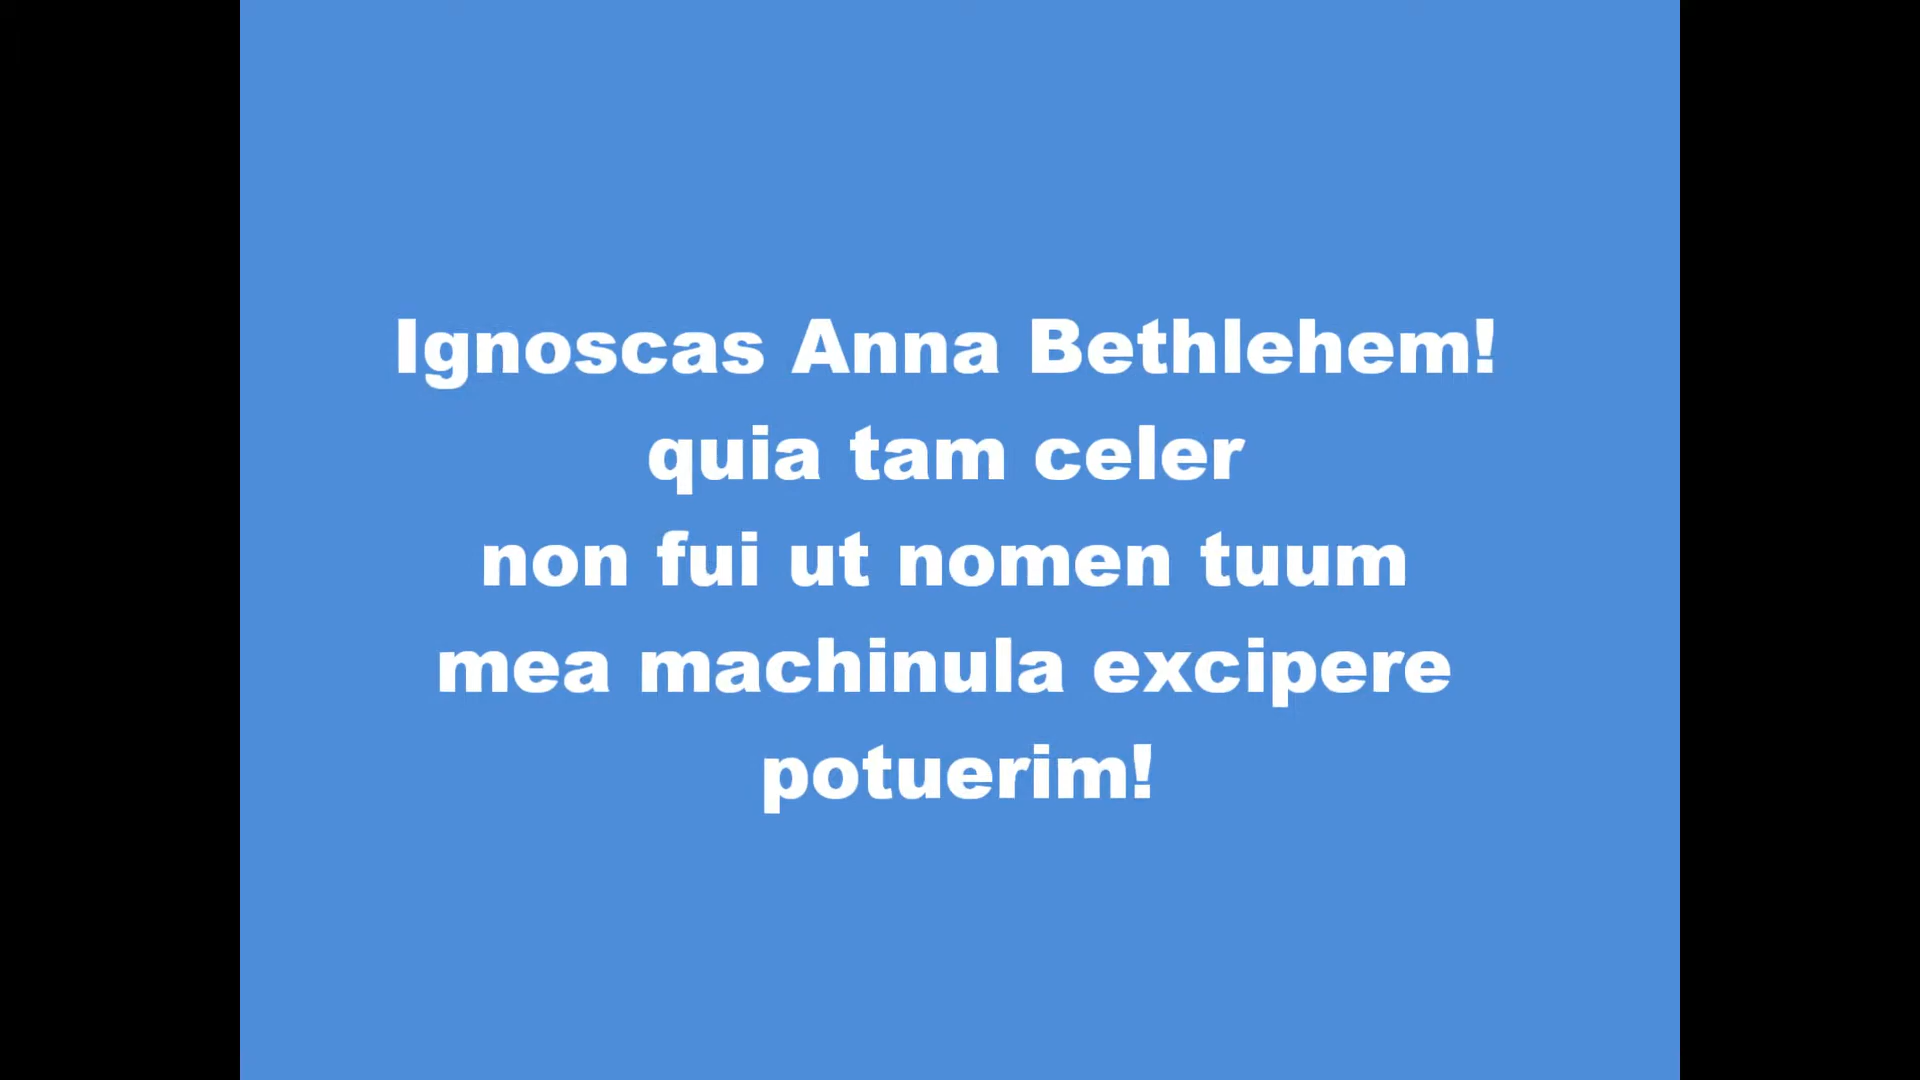 Ignoscas Anna Bethlehem!
quia tam celer
non fui ut nomen tuum
mea machinula excipere
potuerim!